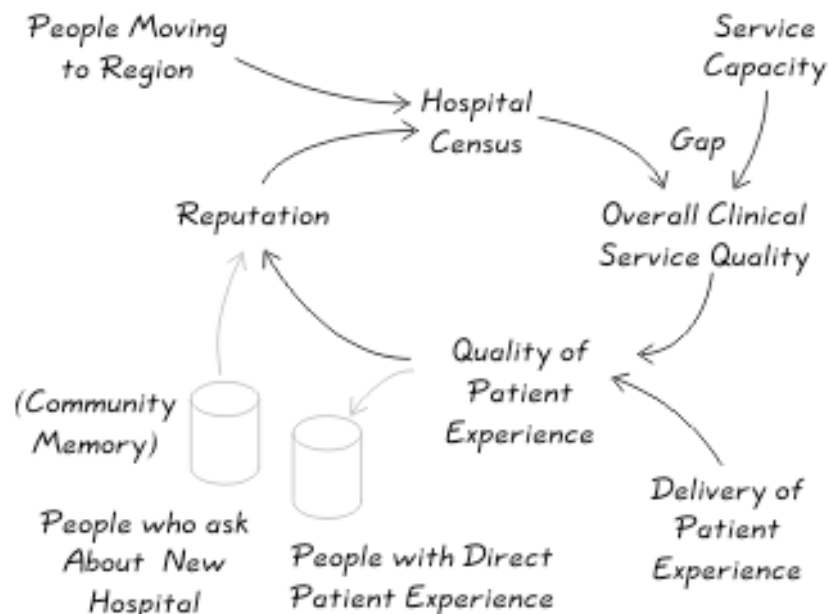 People Moving
to Region
Service
Capacity
Hospital
Census
Gap
Reputation
Overall Clinical
Service Quality
Quality of
Patient
Experience
(Community
Memory)
Delivery of
Patient
Experience
People who ask
About New
Hospital
People with Direct
Patient Experience